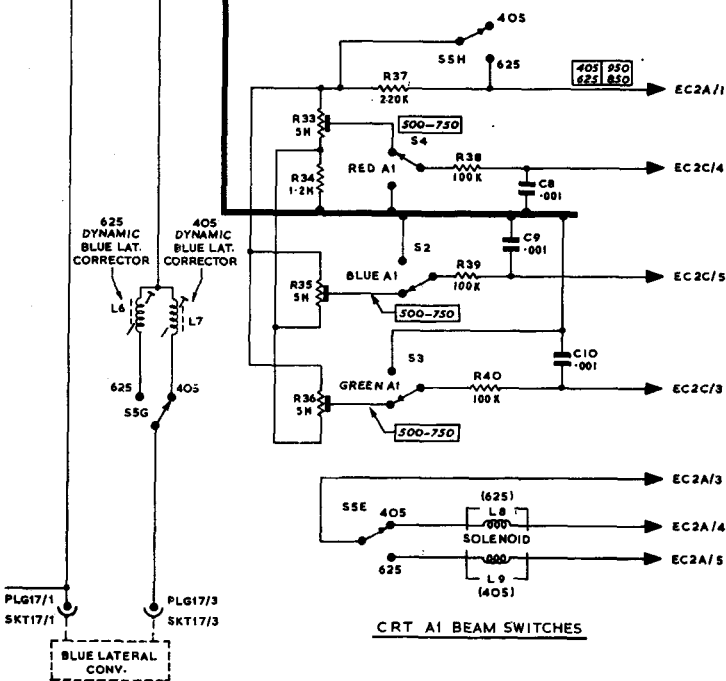 405
S5H
625
405 950
625 850
R37
220K
EC2A/1
R33
5M
500-750
S4
R38
100K
EC2C/4
RED A1
R34
1·2M
C8
·001
625
DYNAMIC
BLUE LAT.
CORRECTOR
405
DYNAMIC
BLUE LAT.
CORRECTOR
S2
C9
·001
BLUE A1
R39
100K
EC2C/5
R35
5M
500-750
L6
L7
S3
C10
·001
GREEN A1
R40
100K
EC2C/3
R36
5M
500-750
625
405
S5G
EC2A/3
S5E
405
(625)
L8
EC2A/4
SOLENOID
625
L9
(405)
EC2A/5
PLG17/1
SKT17/1
PLG17/3
SKT17/3
CRT A1 BEAM SWITCHES
BLUE LATERAL
CONV.